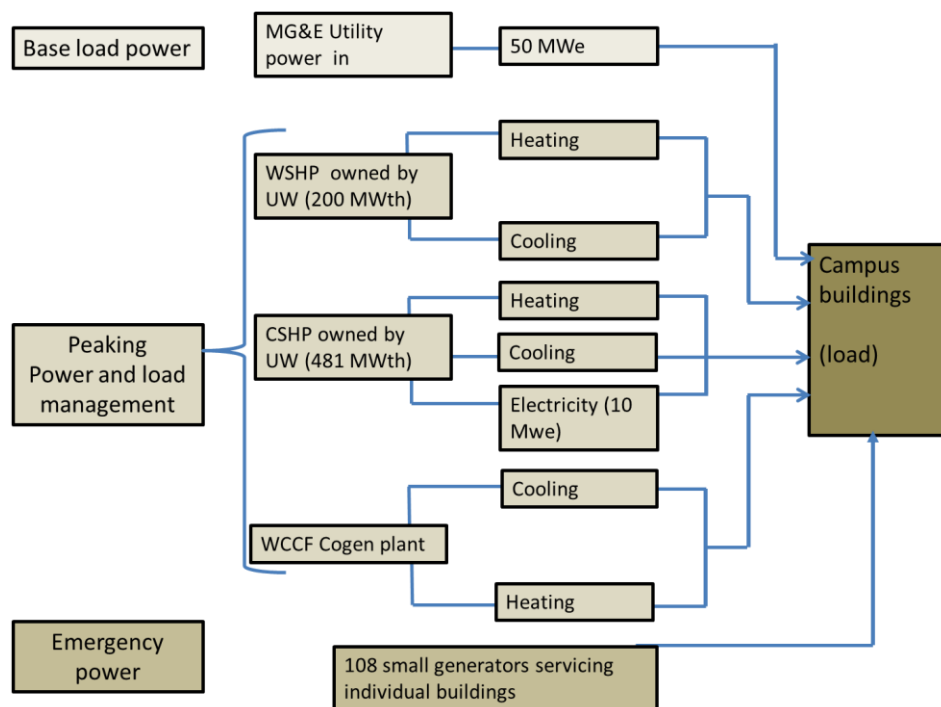 Base load power
MG&E Utility
power in
50 MWe
Heating
WSHP owned by
UW (200 MWth)
Cooling
Campus
buildings
(load)
Peaking
Power and load
management
CSHP owned by
UW (481 MWth)
Heating
Cooling
Electricity (10
Mwe)
Cooling
WCCF Cogen plant
Heating
Emergency
power
108 small generators servicing
individual buildings